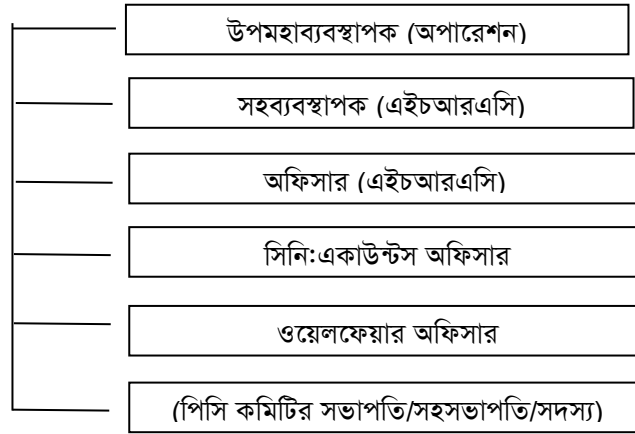 উপমহাব্যবস্থাপক (অপারেশন)
সহব্যবস্থাপক (এইচআরএসি)
অফিসার (এইচআরএসি)
সিনি:একাউন্টস অফিসার
ওয়েলফেয়ার অফিসার
(পিসি কমিটির সভাপতি/সহসভাপতি/সদস্য)